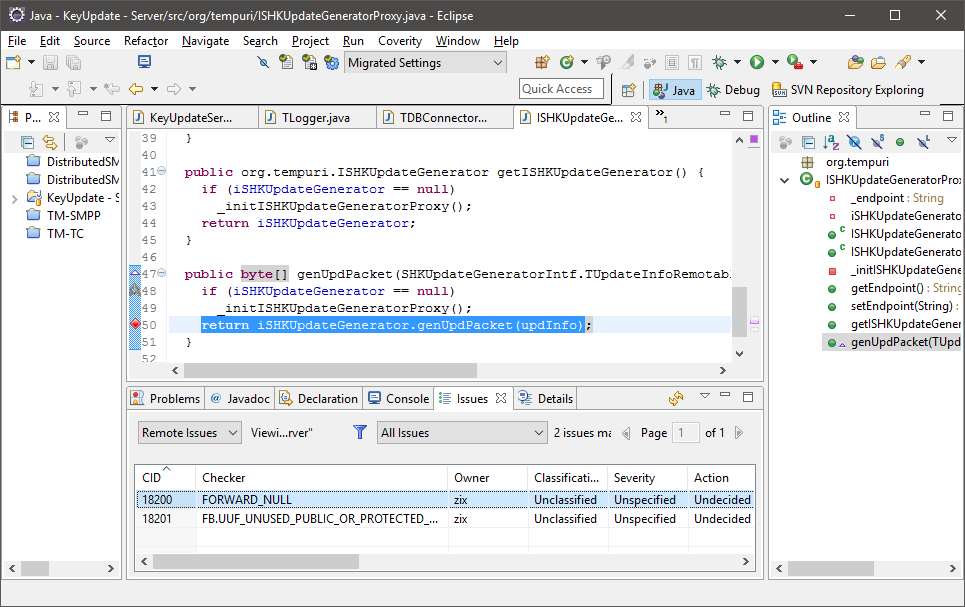 Java - KeyUpdate - Server/src/org/tempuri/ISHKUpdateGeneratorProxy.java - Eclipse
File Edit Source Refactor Navigate Search Project Run Coverity Window Help
Migrated Settings
Quick Access
Java
Debug
SVN Repository Exploring
P...
DistributedSM
DistributedSM
KeyUpdate - S
TM-SMPP
TM-TC
KeyUpdateSer...
TLogger.java
TDBConnector...
ISHKUpdateGe...
»1
39 }
40
41 public org.tempuri.ISHKUpdateGenerator getISHKUpdateGenerator() {
42 if (iSHKUpdateGenerator == null)
43 _initISHKUpdateGeneratorProxy();
44 return iSHKUpdateGenerator;
45 }
46
47 public byte[] genUpdPacket(SHKUpdateGeneratorIntf.TUpdateInfoRemotabl
48 if (iSHKUpdateGenerator == null)
49 _initISHKUpdateGeneratorProxy();
50 return iSHKUpdateGenerator.genUpdPacket(updInfo);
51 }
52
Outline
org.tempuri
ISHKUpdateGeneratorProx
_endpoint : String
iSHKUpdateGenerato
ISHKUpdateGenerato
ISHKUpdateGenerato
_initISHKUpdateGene
getEndpoint() : String
setEndpoint(String) :
getISHKUpdateGener
genUpdPacket(TUpd
Problems
@ Javadoc
Declaration
Console
Issues
Details
Remote Issues
Viewi...rver"
All Issues
2 issues ma
Page 1 of 1
CID Checker Owner Classificati... Severity Action
18200 FORWARD_NULL zix Unclassified Unspecified Undecided
18201 FB.UUF_UNUSED_PUBLIC_OR_PROTECTED_... zix Unclassified Unspecified Undecided